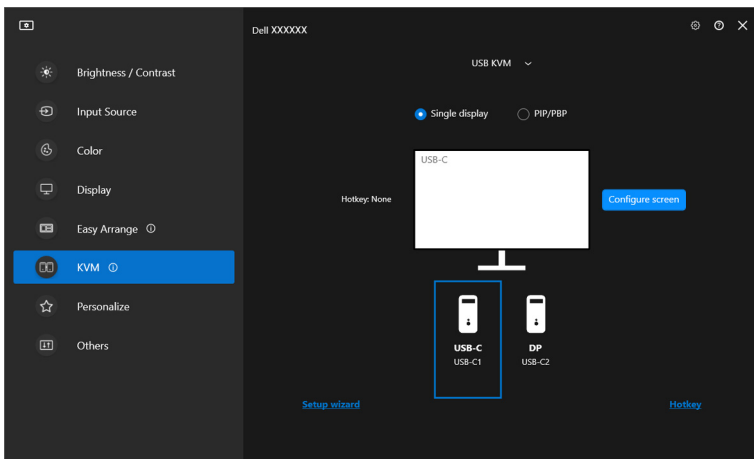 Dell XXXXXX
Brightness / Contrast
Input Source
Color
Display
Easy Arrange
KVM
Personalize
Others
USB KVM
Single display
PIP/PBP
USB-C
Hotkey: None
Configure screen
USB-C
USB-C1
DP
USB-C2
Setup wizard
Hotkey